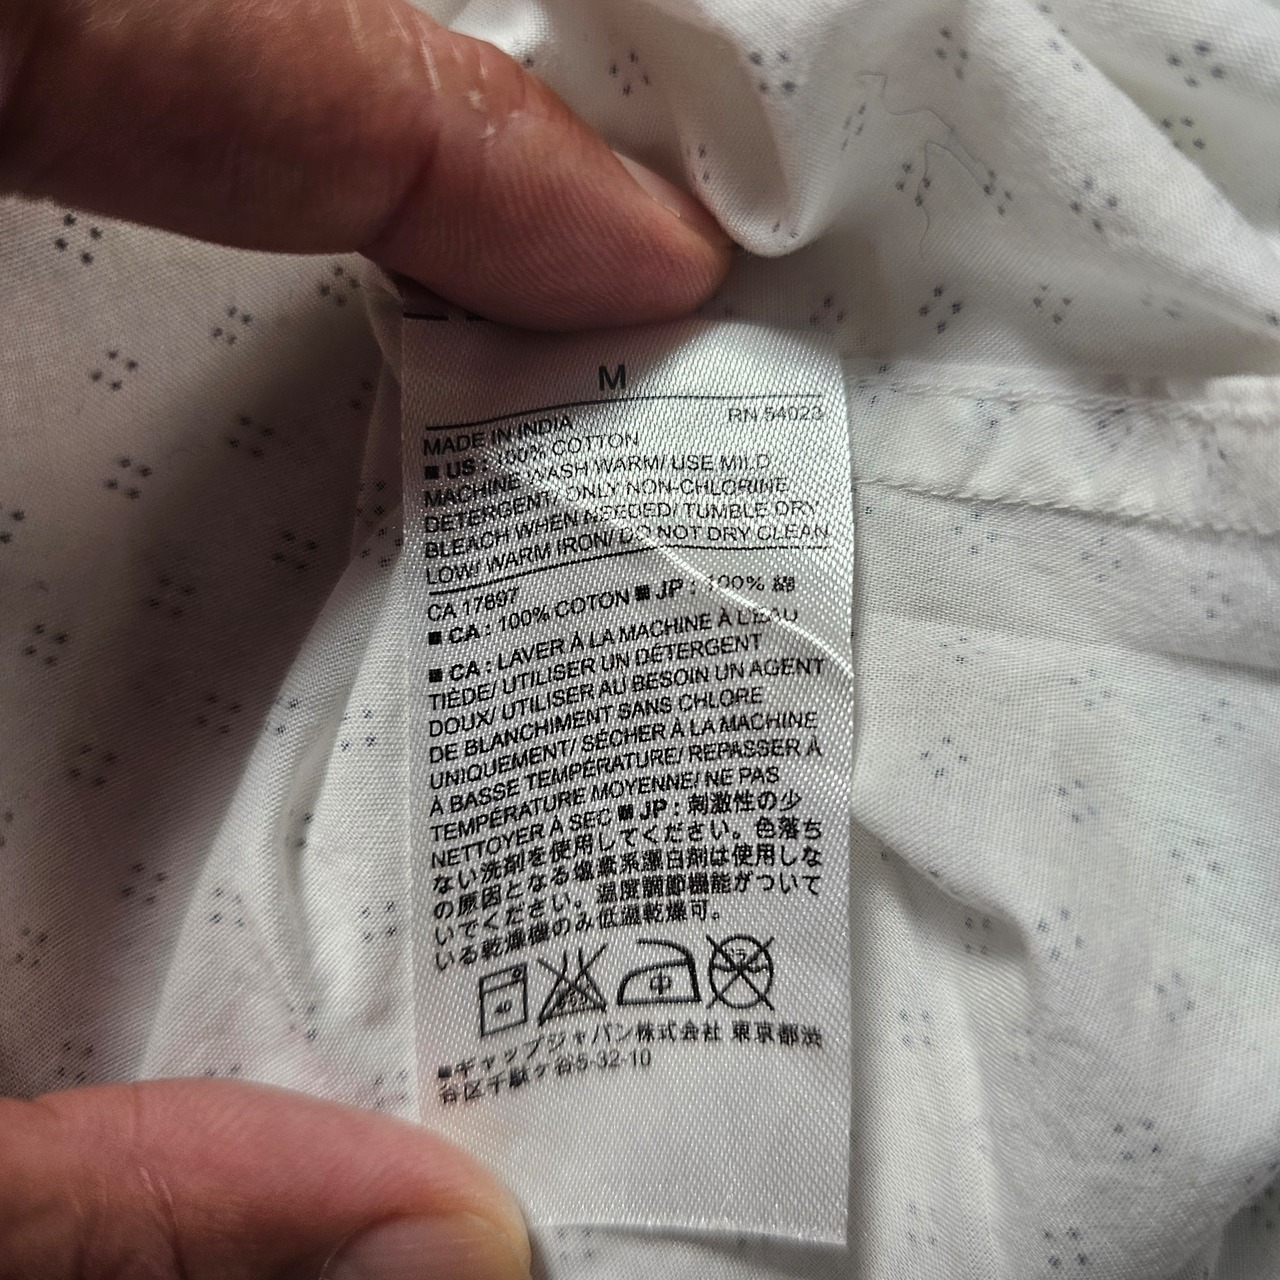 M
RN 54023
MADE IN INDIA
■ US : 100% COTTON
MACHINE WASH WARM/ USE MILD
DETERGENT/ ONLY NON-CHLORINE
BLEACH WHEN NEEDED/ TUMBLE DRY
LOW/ WARM IRON/ DO NOT DRY CLEAN
CA 17897
■ CA : 100% COTON ■ JP : 100% 綿
■ CA : LAVER À LA MACHINE À L'EAU
TIÈDE/ UTILISER UN DÉTERGENT
DOUX/ UTILISER AU BESOIN UN AGENT
DE BLANCHIMENT SANS CHLORE
UNIQUEMENT/ SÉCHER À LA MACHINE
À BASSE TEMPÉRATURE/ REPASSER À
TEMPÉRATURE MOYENNE/ NE PAS
NETTOYER À SEC ■ JP : 刺激性の少
ない洗剤を使用してください。色落ち
の原因となる塩素系漂白剤は使用しな
いでください。温度調節機能がついて
いる乾燥機のみ低温乾燥可。
40 中
■ギャップジャパン株式会社 東京都渋
谷区千駄ヶ谷5-32-10